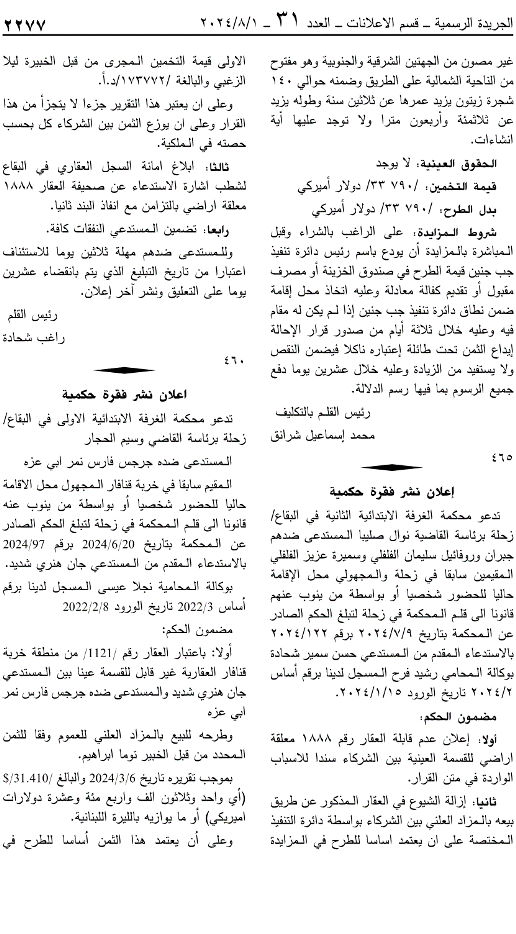 الجريدة الرسمية ــ قسم الاعلانات ــ العدد ٣١ ــ ٢٠٢٤/٨/١
٢٢٧٧
غير مصون من الجهتين الشرقية والجنوبية وهو مفتوح
من الناحية الشمالية على الطريق وضمنه حوالي ١٤٠
شجرة زيتون يزيد عمرها عن ثلاثين سنة وطوله يزيد
عن ثلاثمئة وأربعون مترا ولا توجد عليها أية
انشاءات.
الحقوق العينية: لا يوجد
قيمة التخمين: /٣٣ ٧٩٠/ دولار أميركي
بدل الطرح: /٣٣ ٧٩٠/ دولار أميركي
شروط المزايدة: على الراغب بالشراء وقبل
المباشرة بالمزايدة أن يودع باسم رئيس دائرة تنفيذ
جب جنين قيمة الطرح في صندوق الخزينة أو مصرف
مقبول أو تقديم كفالة معادلة وعليه اتخاذ محل إقامة
ضمن نطاق دائرة تنفيذ جب جنين إذا لم يكن له مقام
فيه وعليه خلال ثلاثة أيام من صدور قرار الإحالة
إيداع الثمن تحت طائلة إعتباره ناكلا فيضمن النقص
ولا يستفيد من الزيادة وعليه خلال عشرين يوما دفع
جميع الرسوم بما فيها رسم الدلالة.
رئيس القلم بالتكليف
محمد إسماعيل شرانق
٤٦٥
إعلان نشر فقرة حكمية
تدعو محكمة الغرفة الابتدائية الثانية في البقاع/
زحلة برئاسة القاضي نوال صليبا المستدعى ضدهم
جبران وروفائيل سليمان الفلفلي وسميرة عزيز الفلفلي
المقيمين سابقا في زحلة والمجهولي محل الإقامة
حاليا للحضور شخصيا أو بواسطة من ينوب عنهم
قانونا الى قلم المحكمة في زحلة لتبلغ الحكم الصادر
عن المحكمة بتاريخ ٢٠٢٤/٧/٩ برقم ٢٠٢٤/١٢٢
بالاستدعاء المقدم من المستدعي حسن سمير شحادة
بوكالة المحامي رشيد فرح المسجل لدينا برقم أساس
٢٠٢٤/٢ تاريخ الورود ٢٠٢٤/١/١٥.
مضمون الحكم:
أولا: إعلان عدم قابلة العقار رقم ١٨٨٨ معلقة
اراضي للقسمة العينية بين الشركاء سندا للاسباب
الواردة في متن القرار.
ثانيا: إزالة الشيوع في العقار المذكور عن طريق
بيعه بالمزاد العلني بين الشركاء بواسطة دائرة التنفيذ
المختصة على ان يعتمد اساسا للطرح في المزايدة
الاولى قيمة التخمين المجرى من قبل الخبيرة ليلا
الزغبي والبالغة /١٧٣٧٧٢/د.أ.
وعلى ان يعتبر هذا التقرير جزءا لا يتجزأ من هذا
القرار وعلى ان يوزع الثمن بين الشركاء كل بحسب
حصته في الملكية.
ثالثا: ابلاغ امانة السجل العقاري في البقاع
لشطب اشارة الاستدعاء عن صحيفة العقار ١٨٨٨
معلقة اراضي بالتزامن مع انفاذ البند ثانيا.
رابعا: تضمين المستدعي النفقات كافة.
وللمستدعى ضدهم مهلة ثلاثين يوما للاستئناف
اعتبارا من تاريخ التبليغ الذي يتم بانقضاء عشرين
يوما على التعليق ونشر آخر إعلان.
رئيس القلم
راغب شحادة
٤٦٠
اعلان نشر فقرة حكمية
تدعو محكمة الغرفة الابتدائية الاولى في البقاع/
زحلة برئاسة القاضي وسيم الحجار
المستدعى ضده جرجس فارس نمر ابي عزه
المقيم سابقا في خربة قنافار المجهول محل الاقامة
حاليا للحضور شخصيا أو بواسطة من ينوب عنه
قانونا الى قلم المحكمة في زحلة لتبلغ الحكم الصادر
عن المحكمة بتاريخ 2024/6/20 برقم 2024/97
بالاستدعاء المقدم من المستدعي جان هنري شديد.
بوكالة المحامية نجلا عيسى المسجل لدينا برقم
أساس 2022/3 تاريخ الورود 2022/2/8
مضمون الحكم:
أولا: باعتبار العقار رقم /1121/ من منطقة خربة
قنافار العقارية غير قابل للقسمة عينا بين المستدعي
جان هنري شديد والمستدعى ضده جرجس فارس نمر
ابي عزه
وطرحه للبيع بالمزاد العلني للعموم وفقا للثمن
المحدد من قبل الخبير توما ابراهيم.
بموجب تقريره تاريخ 2024/3/6 والبالغ /31.410/$
(أي واحد وثلاثون الف واربع مئة وعشرة دولارات
اميريكي) أو ما يوازيه بالليرة اللبنانية.
وعلى أن يعتمد هذا الثمن أساسا للطرح في